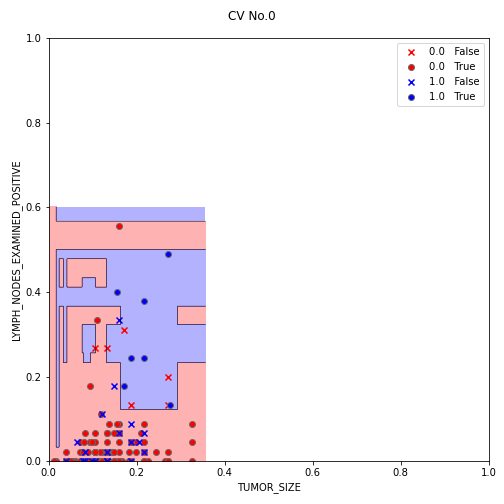 CV No.0
1.0
0.8
0.6
0.4
0.2
0.0
LYMPH_NODES_EXAMINED_POSITIVE
0.0 False
0.0 True
1.0 False
1.0 True
0.0 0.2 0.4 0.6 0.8 1.0
TUMOR_SIZE